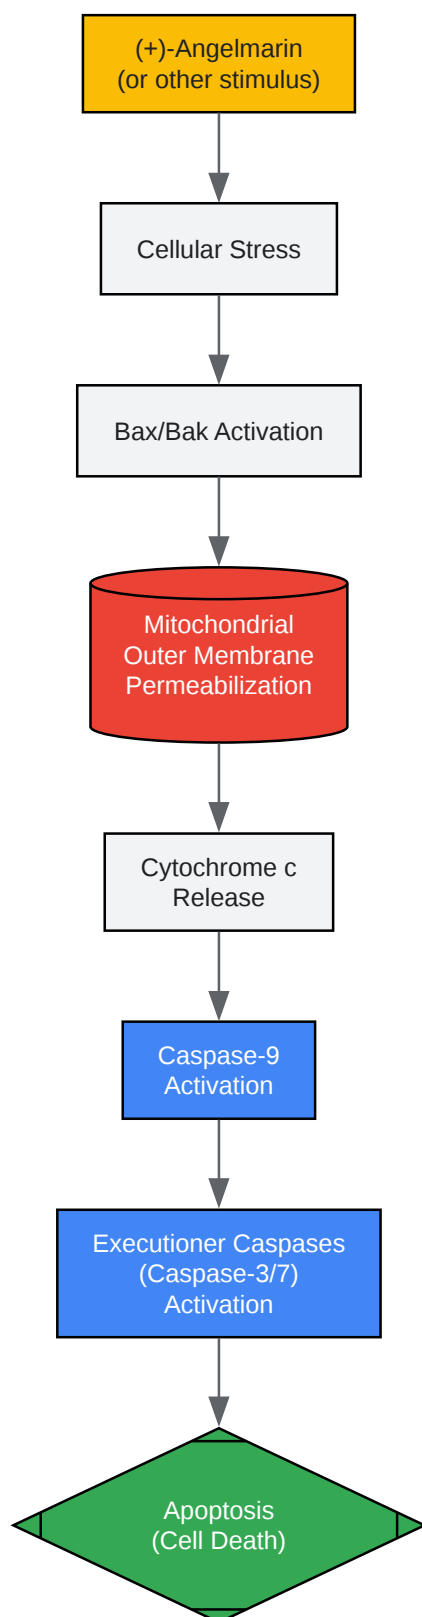 (+)-Angelmarin
(or other stimulus)
Cellular Stress
Bax/Bak Activation
Mitochondrial
Outer Membrane
Permeabilization
Cytochrome c
Release
Caspase-9
Activation
Executioner Caspases
(Caspase-3/7)
Activation
Apoptosis
(Cell Death)